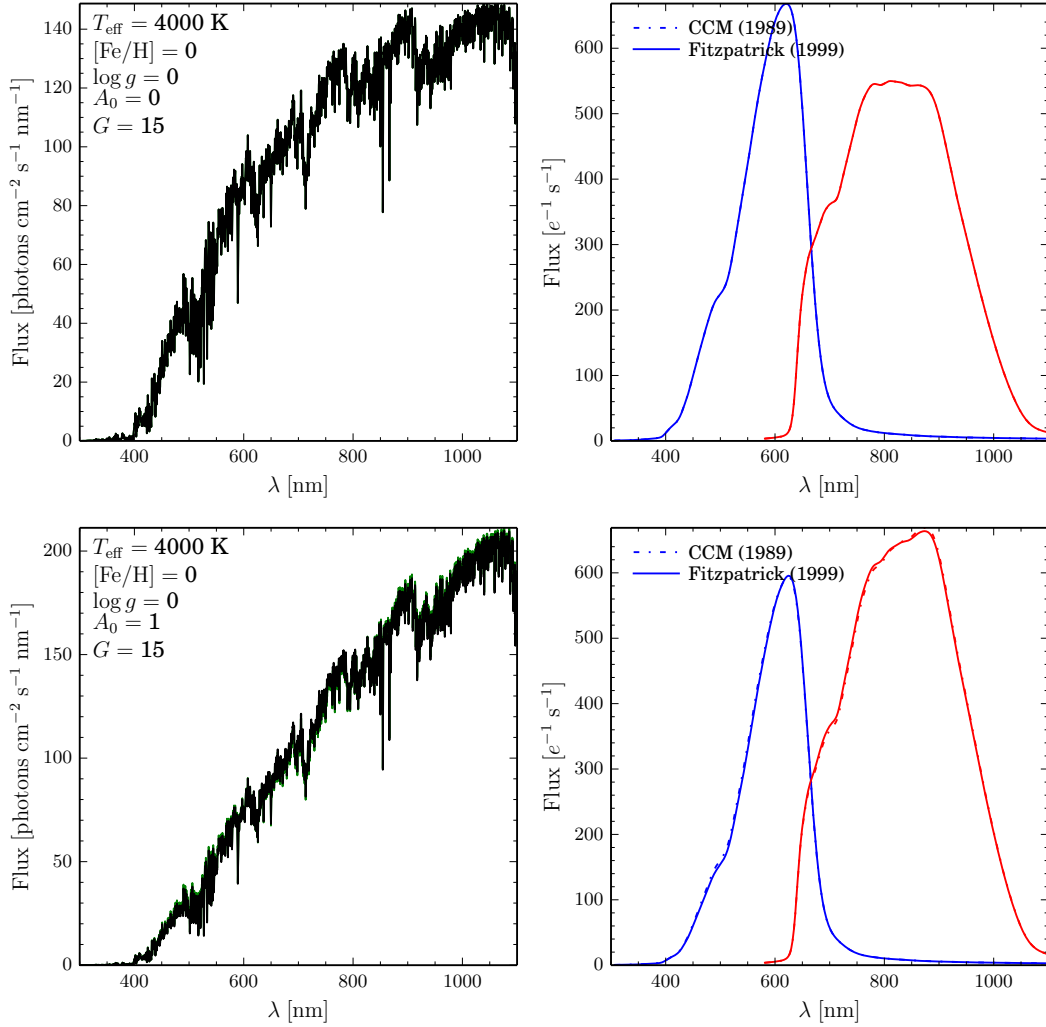 T_eff = 4000 K
[Fe/H] = 0
log g = 0
A_0 = 0
G = 15
Flux [photons cm^−2 s^−1 nm^−1]
140
120
100
80
60
40
20
0
400 600 800 1000
λ [nm]
CCM (1989)
Fitzpatrick (1999)
Flux [e^−1 s^−1]
600
500
400
300
200
100
0
400 600 800 1000
λ [nm]
T_eff = 4000 K
[Fe/H] = 0
log g = 0
A_0 = 1
G = 15
Flux [photons cm^−2 s^−1 nm^−1]
200
150
100
50
0
400 600 800 1000
λ [nm]
CCM (1989)
Fitzpatrick (1999)
Flux [e^−1 s^−1]
600
500
400
300
200
100
0
400 600 800 1000
λ [nm]